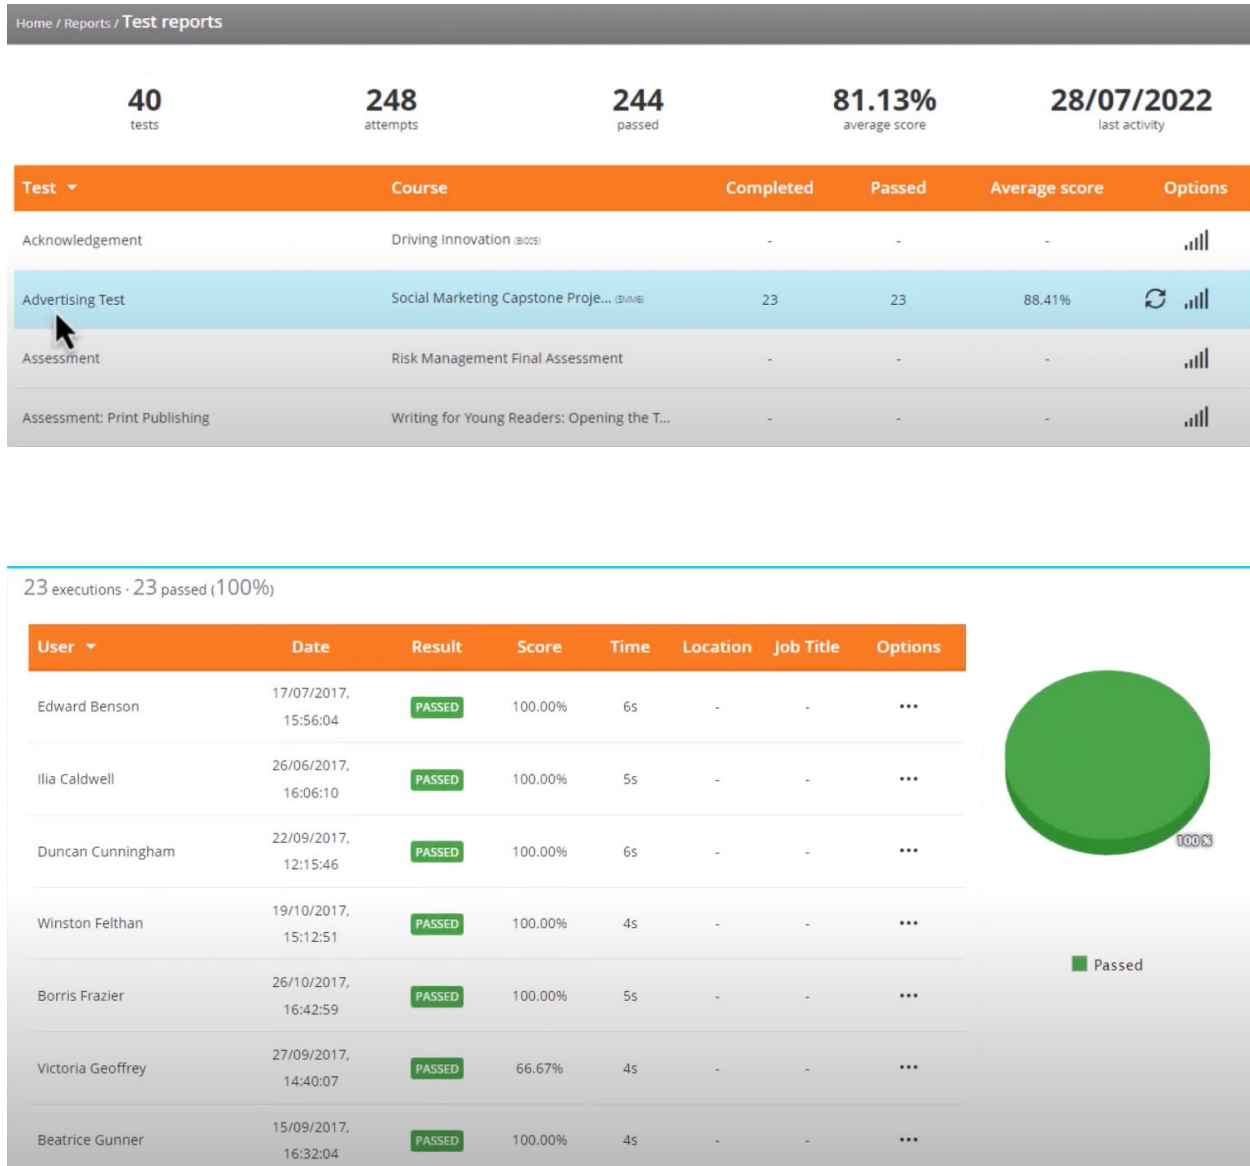 Home / Reports / Test reports
40 248 244 81.13% 28/07/2022
tests attempts passed average score last activity
Test Course Completed Passed Average score Options
Acknowledgement Driving Innovation - - -
Advertising Test Social Marketing Capstone Proje... (SMM6) 23 23 88.41%
Assessment Risk Management Final Assessment - - -
Assessment: Print Publishing Writing for Young Readers: Opening the T... - - -
23 executions · 23 passed (100%)
User Date Result Score Time Location Job Title Options
Edward Benson 17/07/2017, 15:56:04 PASSED 100.00% 6s - - ...
Ilia Caldwell 26/06/2017, 16:06:10 PASSED 100.00% 5s - - ...
Duncan Cunningham 22/09/2017, 12:15:46 PASSED 100.00% 6s - - ...
Winston Felthan 19/10/2017, 15:12:51 PASSED 100.00% 4s - - ...
Borris Frazier 26/10/2017, 16:42:59 PASSED 100.00% 5s - - ...
Victoria Geoffrey 27/09/2017, 14:40:07 PASSED 66.67% 4s - - ...
Beatrice Gunner 15/09/2017, 16:32:04 PASSED 100.00% 4s - - ...
100 %
Passed